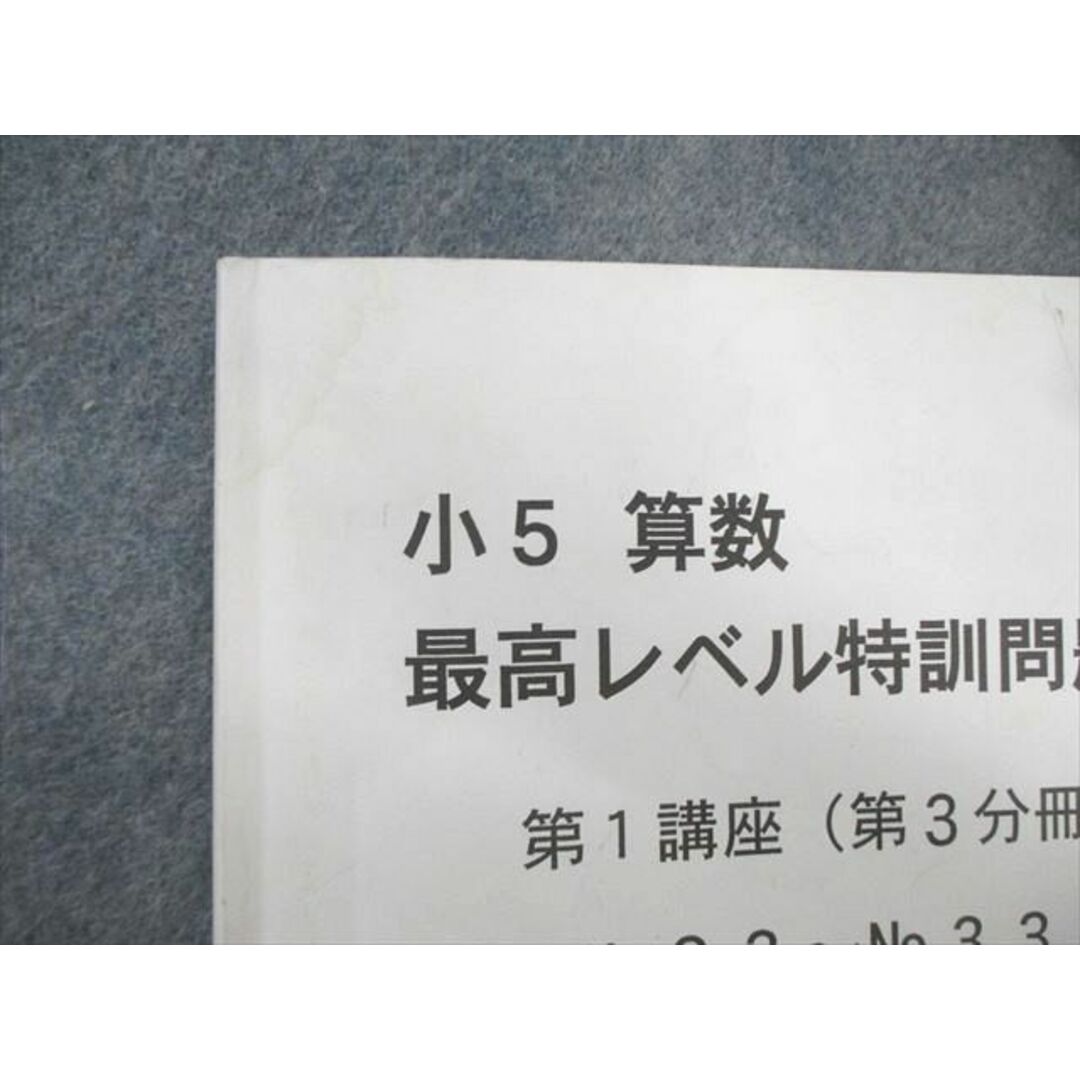 小5 算数
最高レベル特訓問
第1講座（第3分冊
№33